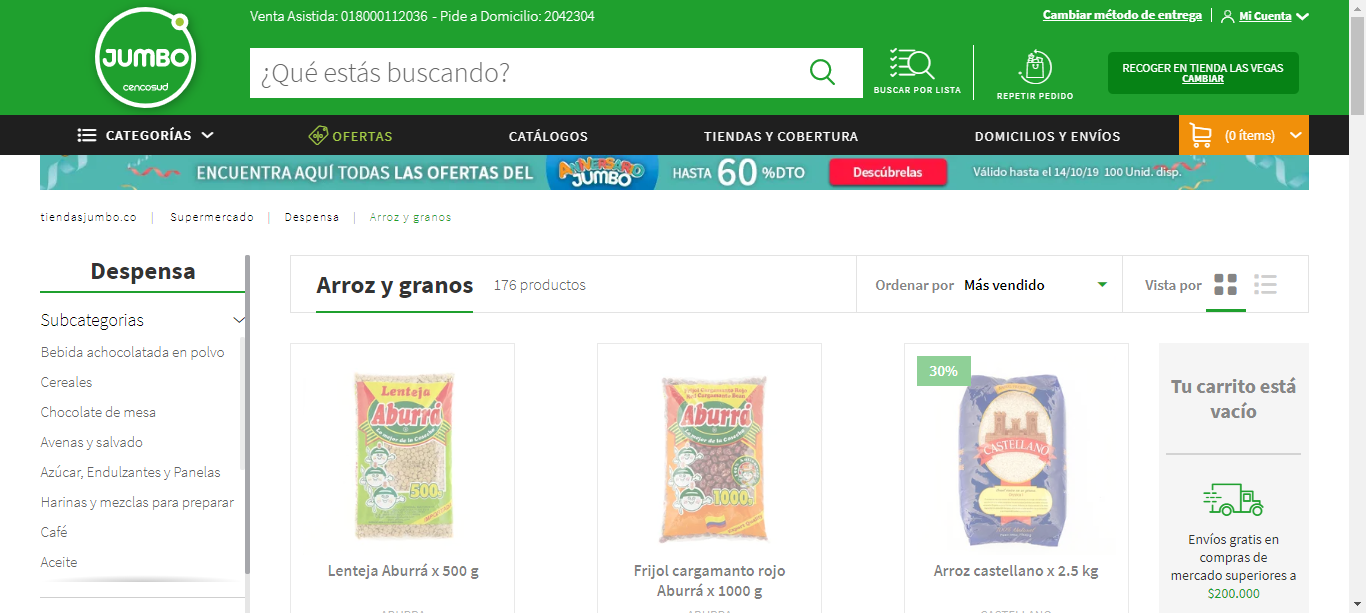 Venta Asistida: 018000112036 - Pide a Domicilio: 2042304
Cambiar método de entrega
Mi Cuenta
JUMBO
cencosud
¿Qué estás buscando?
BUSCAR POR LISTA
REPETIR PEDIDO
RECOGER EN TIENDA LAS VEGAS
CAMBIAR
CATEGORÍAS
OFERTAS
CATÁLOGOS
TIENDAS Y COBERTURA
DOMICILIOS Y ENVÍOS
(0 ítems)
ENCUENTRA AQUÍ TODAS LAS OFERTAS DEL
ANIVERSARIO
JUMBO
HASTA 60 %DTO
Descúbrelas
Válido hasta el 14/10/19 100 Unid. disp.
tiendasjumbo.co | Supermercado | Despensa | Arroz y granos
Despensa
Subcategorias
Bebida achocolatada en polvo
Cereales
Chocolate de mesa
Avenas y salvado
Azúcar, Endulzantes y Panelas
Harinas y mezclas para preparar
Café
Aceite
Arroz y granos
176 productos
Ordenar por Más vendido
Vista por
Lenteja
Aburrá
500g
Lenteja Aburrá x 500 g
ABURRA
Aburrá
1000g
Frijol cargamanto rojo
Aburrá x 1000 g
ABURRA
30%
CASTELLANO
Arroz castellano x 2.5 kg
CASTELLANO
Tu carrito está
vacío
Envíos gratis en
compras de
mercado superiores a
$200.000